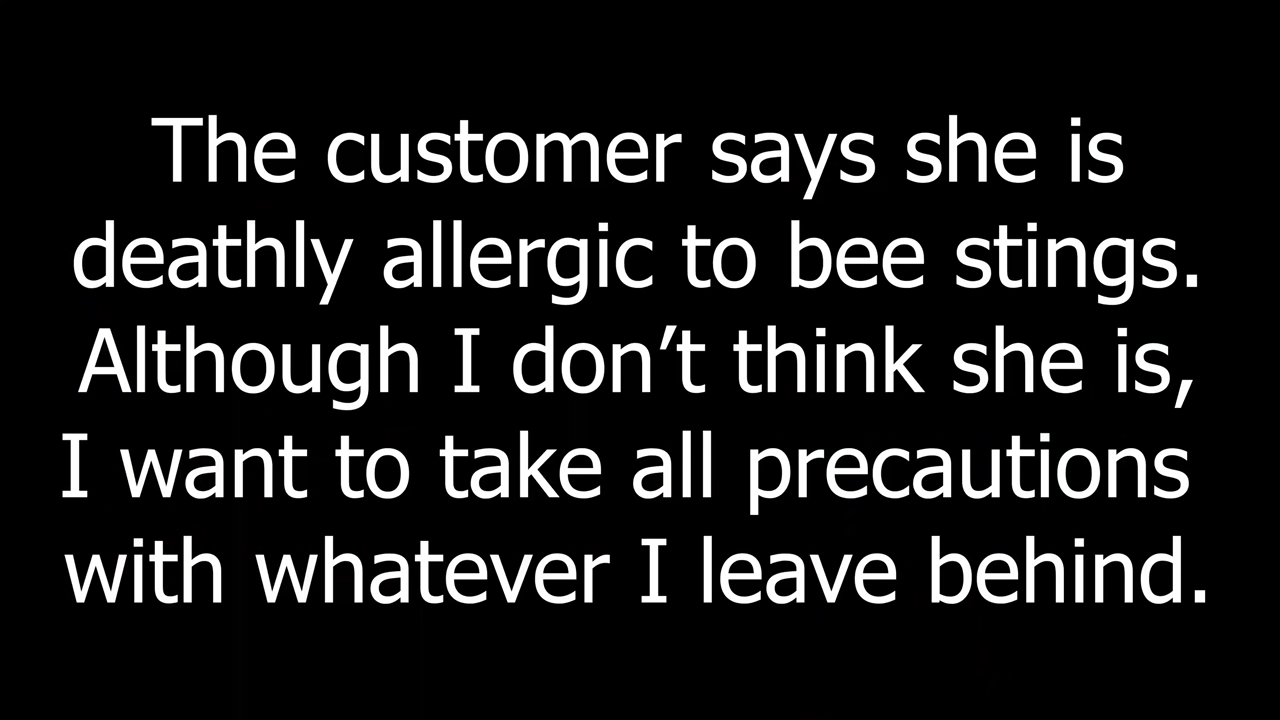 The customer says she is
deathly allergic to bee stings.
Although I don’t think she is,
I want to take all precautions
with whatever I leave behind.